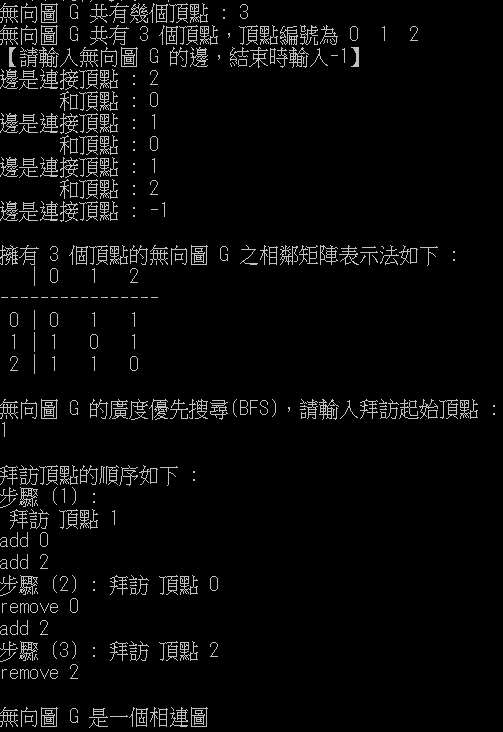 無向圖 G 共有幾個頂點 : 3
無向圖 G 共有 3 個頂點，頂點編號為 0 1 2
【請輸入無向圖 G 的邊，結束時輸入-1】
邊是連接頂點 : 2
和頂點 : 0
邊是連接頂點 : 1
和頂點 : 0
邊是連接頂點 : 1
和頂點 : 2
邊是連接頂點 : -1
擁有 3 個頂點的無向圖 G 之相鄰矩陣表示法如下 :
| 0 1 2
----------------
0 | 0 1 1
1 | 1 0 1
2 | 1 1 0
無向圖 G 的廣度優先搜尋(BFS)，請輸入拜訪起始頂點 :
1
拜訪頂點的順序如下 :
步驟 (1) :
拜訪 頂點 1
add 0
add 2
步驟 (2) : 拜訪 頂點 0
remove 0
add 2
步驟 (3) : 拜訪 頂點 2
remove 2
無向圖 G 是一個相連圖